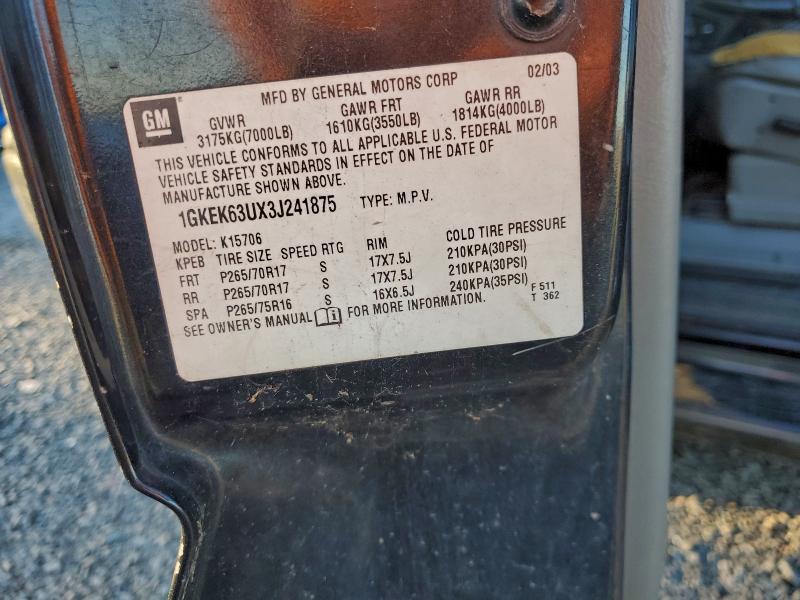 MFD BY GENERAL MOTORS CORP 02/03
GM
GVWR GAWR FRT GAWR RR
3175KG(7000LB) 1610KG(3550LB) 1814KG(4000LB)
THIS VEHICLE CONFORMS TO ALL APPLICABLE U.S. FEDERAL MOTOR
VEHICLE SAFETY STANDARDS IN EFFECT ON THE DATE OF
MANUFACTURE SHOWN ABOVE.
1GKEK63UX3J241875 TYPE: M.P.V.
MODEL: K15706
KPEB TIRE SIZE SPEED RTG RIM COLD TIRE PRESSURE
FRT P265/70R17 S 17X7.5J 210KPA(30PSI)
RR P265/70R17 S 17X7.5J 210KPA(30PSI)
SPA P265/75R16 S 16X6.5J 240KPA(35PSI)
SEE OWNER'S MANUAL FOR MORE INFORMATION.
F 511
T 362